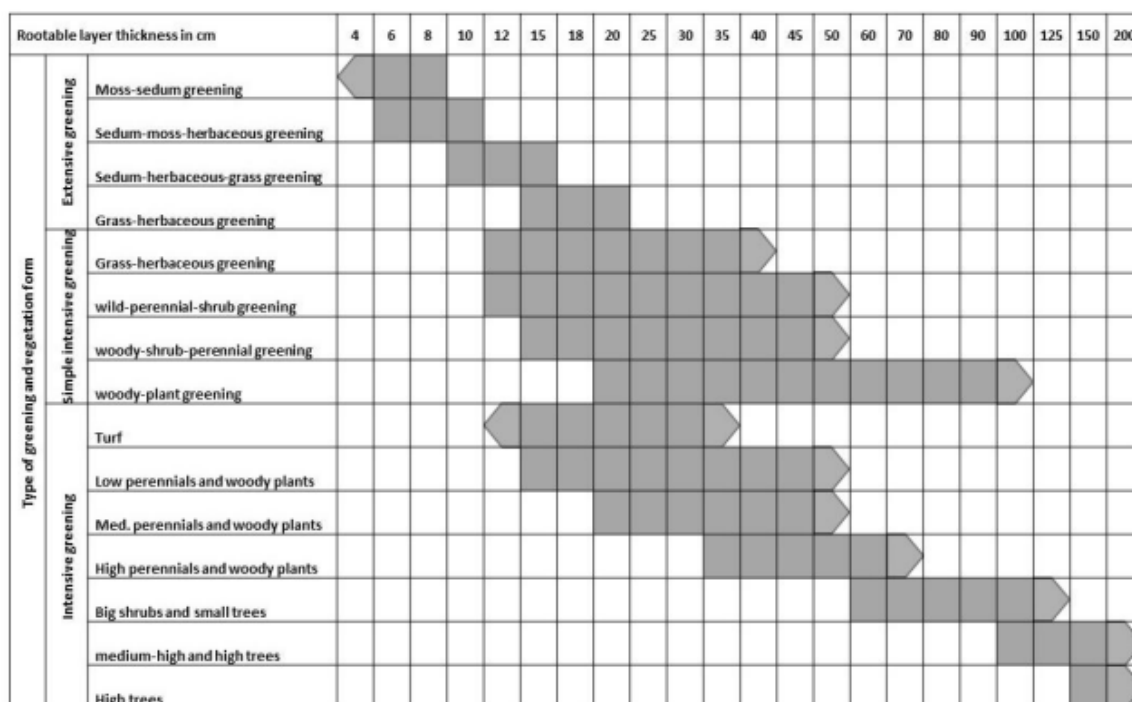 Rootable layer thickness in cm 4 6 8 10 12 15 18 20 25 30 35 40 45 50 60 70 80 90 100 125 150 200
Type of greening and vegetation form
Extensive greening
Moss-sedum greening
Sedum-moss-herbaceous greening
Sedum-herbaceous-grass greening
Grass-herbaceous greening
Simple intensive greening
Grass-herbaceous greening
wild-perennial-shrub greening
woody-shrub-perennial greening
woody-plant greening
Intensive greening
Turf
Low perennials and woody plants
Med. perennials and woody plants
High perennials and woody plants
Big shrubs and small trees
medium-high and high trees
High trees